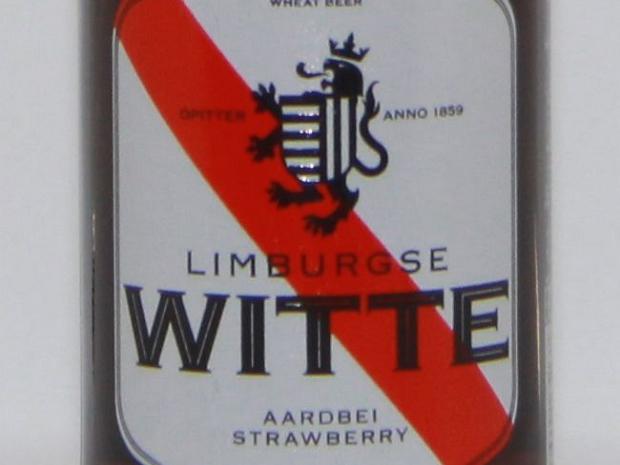 WHEAT BEER
OPITTER ANNO 1859
LIMBURGSE
WITTE
AARDBEI
STRAWBERRY